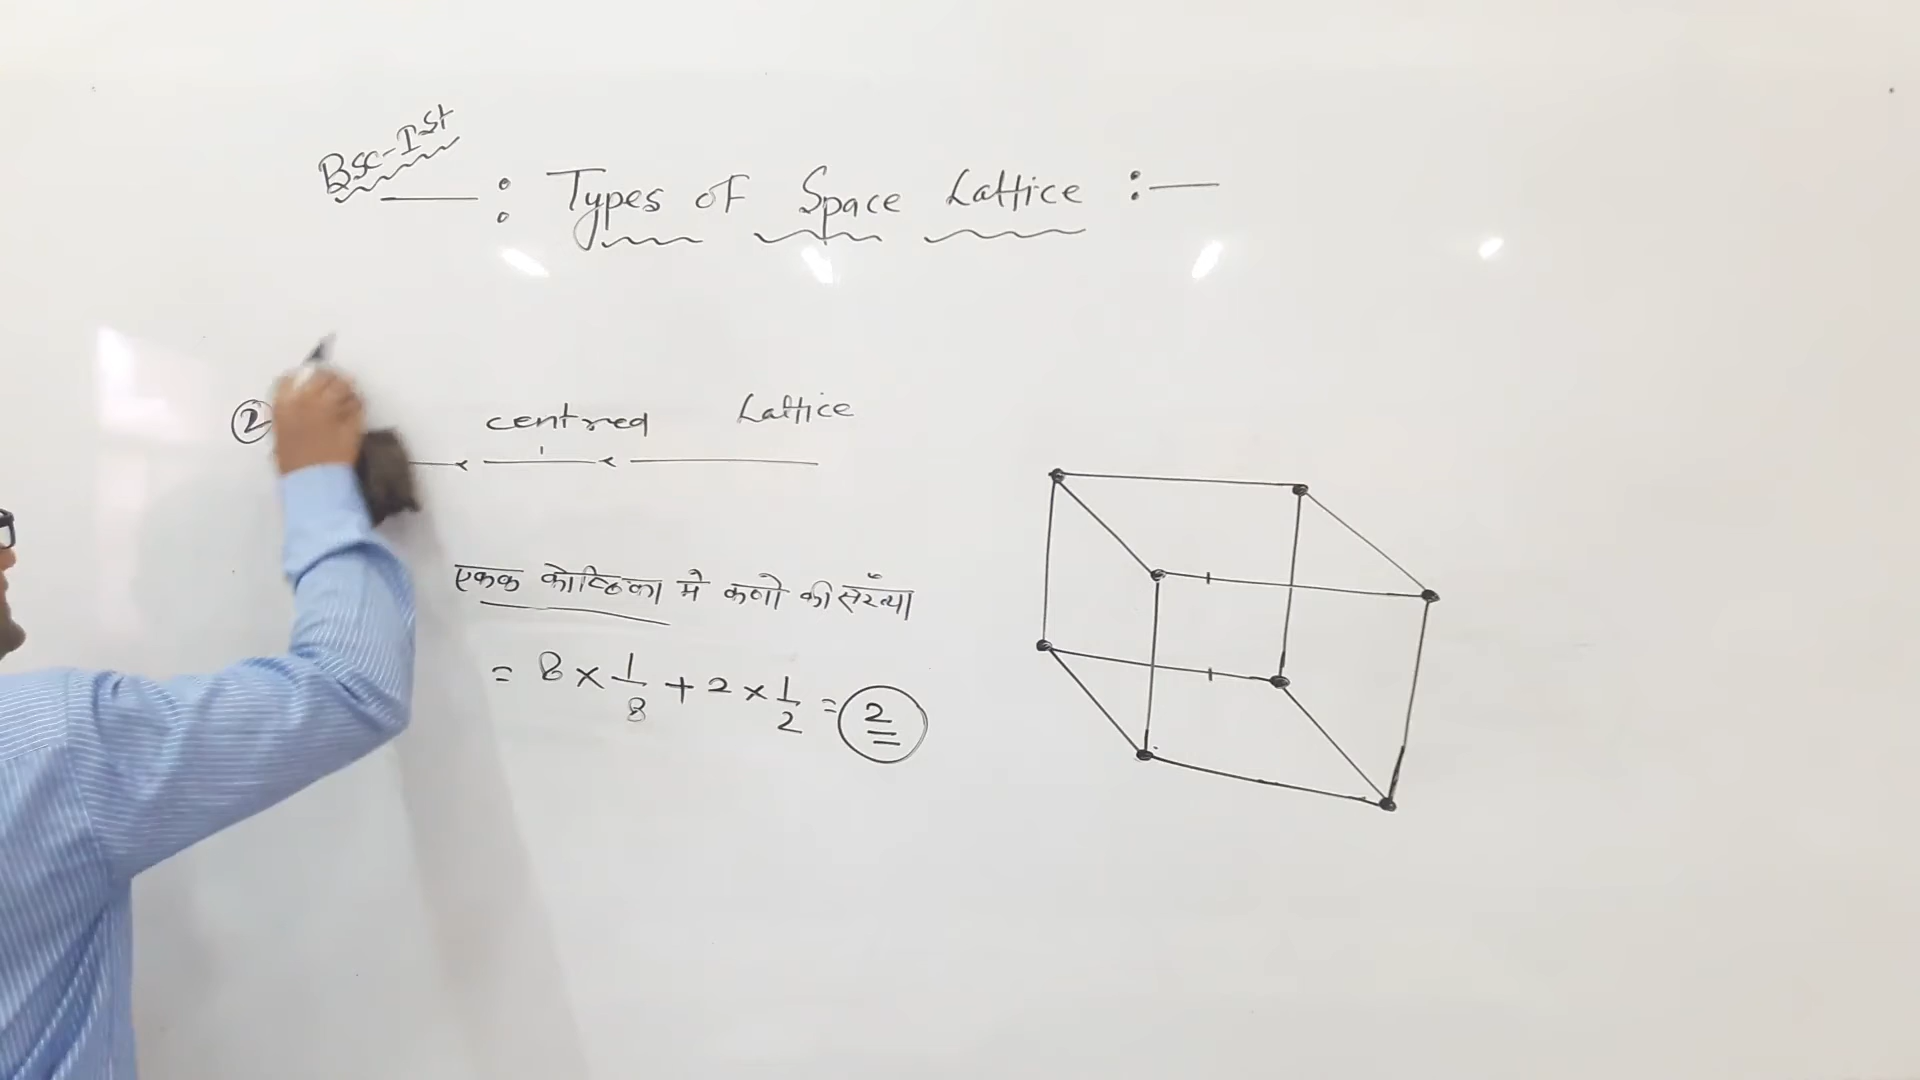 Bsc-Ist
—: Types of Space Lattice :—
② centred Lattice
एकक कोष्ठिका मे कणो की संख्या
= 8 × 1/8 + 2 × 1/2 = 2